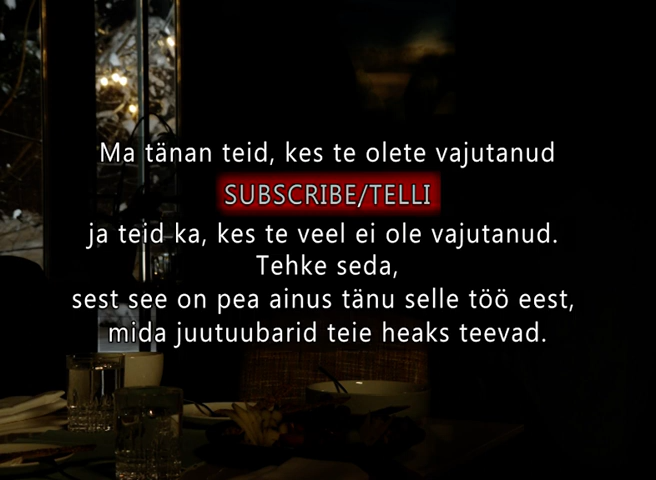 Ma tänan teid, kes te olete vajutanud
SUBSCRIBE/TELLI
ja teid ka, kes te veel ei ole vajutanud.
Tehke seda,
sest see on pea ainus tänu selle töö eest,
mida juutuubarid teie heaks teevad.